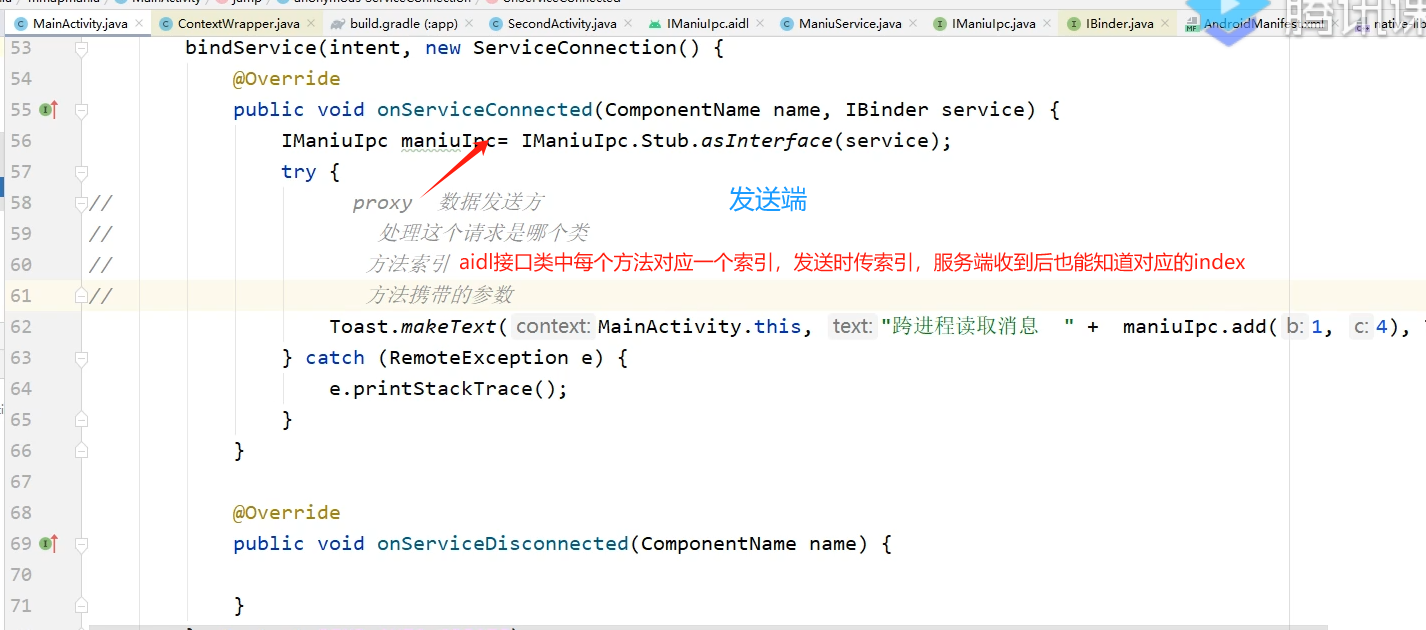 MainActivity.java × ContextWrapper.java × build.gradle (:app) × SecondActivity.java × IManiuIpc.aidl × ManiuService.java × IManiuIpc.java × IBinder.java × AndroidManifest.xml native-lib
腾讯课
53 bindService(intent, new ServiceConnection() {
54 @Override
55 public void onServiceConnected(ComponentName name, IBinder service) {
56 IManiuIpc maniuIpc= IManiuIpc.Stub.asInterface(service);
57 try {
58 // proxy 数据发送方 发送端
59 // 处理这个请求是哪个类
60 // 方法索引 aidl接口类中每个方法对应一个索引，发送时传索引，服务端收到后也能知道对应的index
61 // 方法携带的参数
62 Toast.makeText( context: MainActivity.this, text: "跨进程读取消息 " + maniuIpc.add( b: 1, c: 4),
63 } catch (RemoteException e) {
64 e.printStackTrace();
65 }
66 }
67
68 @Override
69 public void onServiceDisconnected(ComponentName name) {
70
71 }